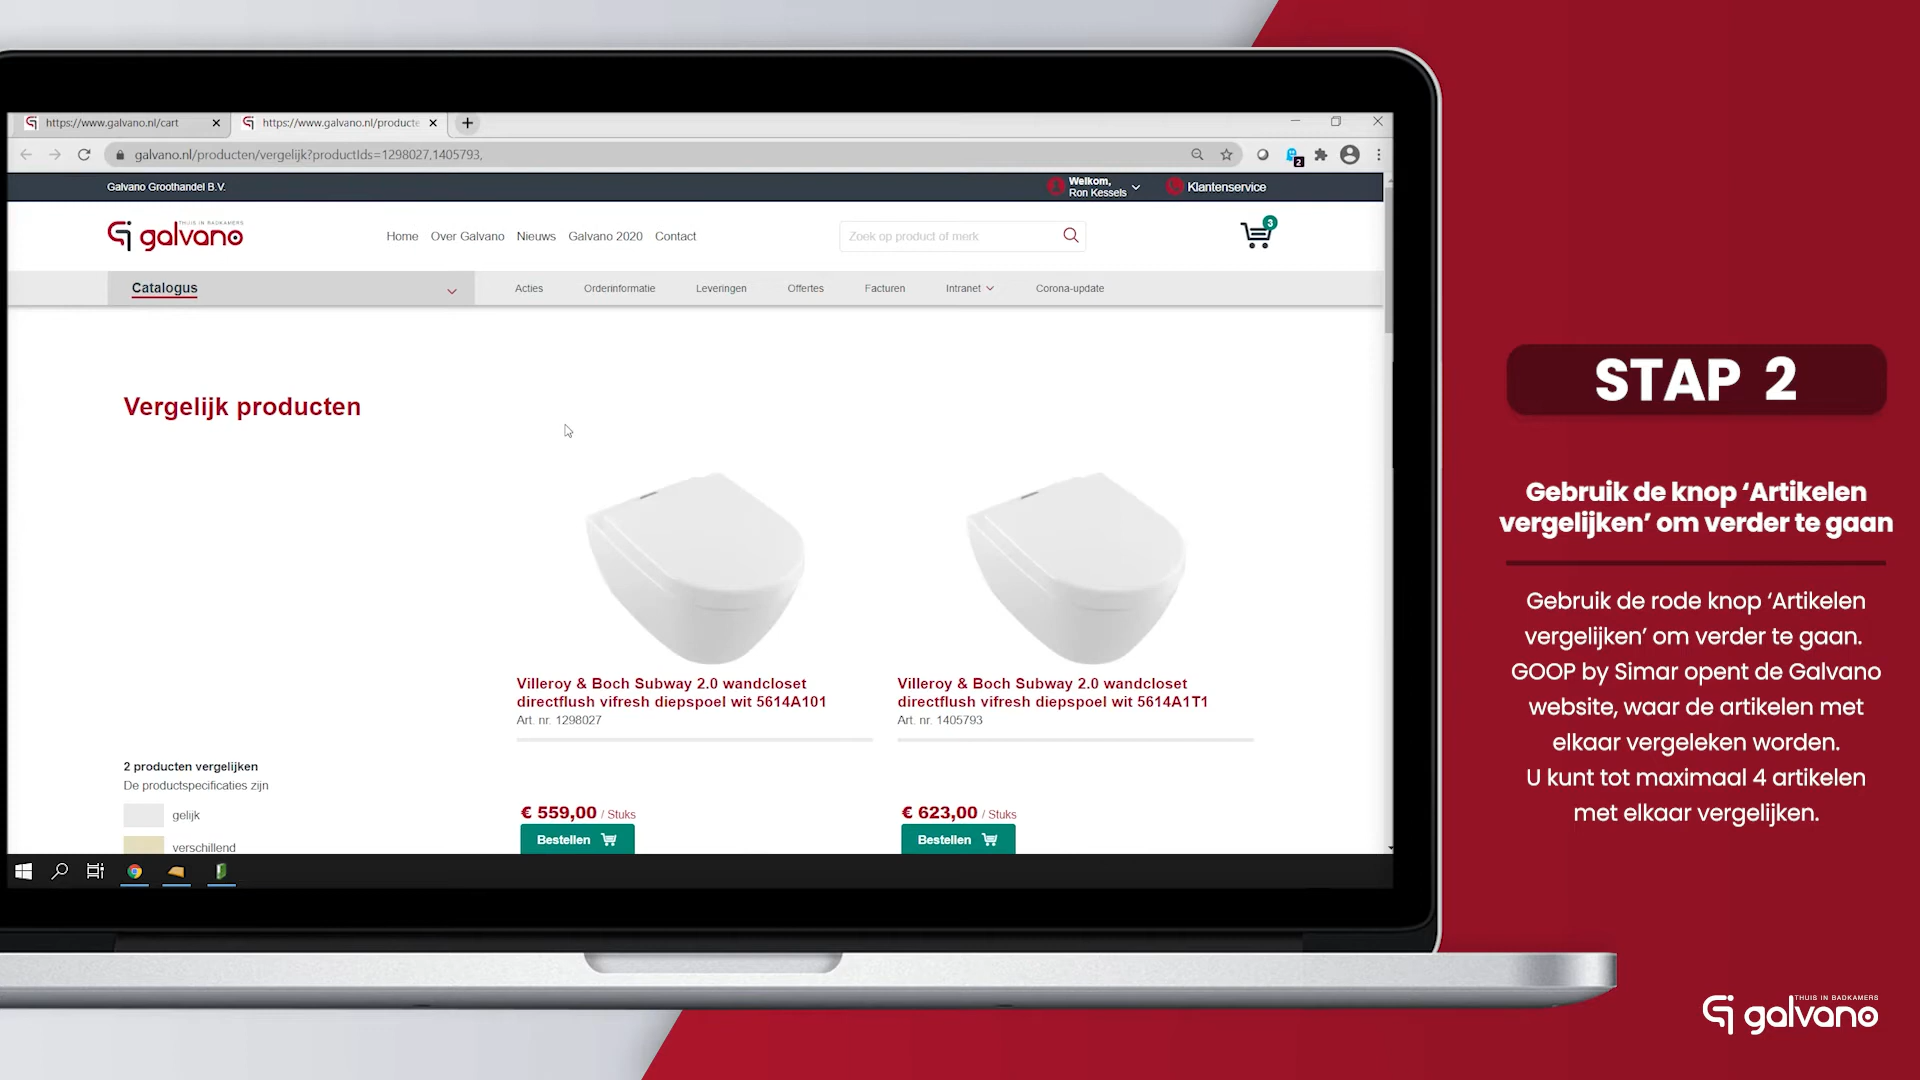 https://www.galvano.nl/cart
https://www.galvano.nl/producte
galvano.nl/producten/vergelijk?productIds=1298027,1405793,
2
Galvano Groothandel B.V.
Welkom,
Ron Kessels
Klantenservice
THUIS IN BADKAMERS
galvano
Home Over Galvano Nieuws Galvano 2020 Contact
Zoek op product of merk
3
Catalogus
Acties Orderinformatie Leveringen Offertes Facturen Intranet Corona-update
Vergelijk producten
Villeroy & Boch Subway 2.0 wandcloset
directflush vifresh diepspoel wit 5614A101
Art. nr. 1298027
Villeroy & Boch Subway 2.0 wandcloset
directflush vifresh diepspoel wit 5614A1T1
Art. nr. 1405793
2 producten vergelijken
De productspecificaties zijn
gelijk
verschillend
€ 559,00 / Stuks
Bestellen
€ 623,00 / Stuks
Bestellen
STAP 2
Gebruik de knop ‘Artikelen
vergelijken’ om verder te gaan
Gebruik de rode knop ‘Artikelen
vergelijken’ om verder te gaan.
GOOP by Simar opent de Galvano
website, waar de artikelen met
elkaar vergeleken worden.
U kunt tot maximaal 4 artikelen
met elkaar vergelijken.
THUIS IN BADKAMERS
galvano